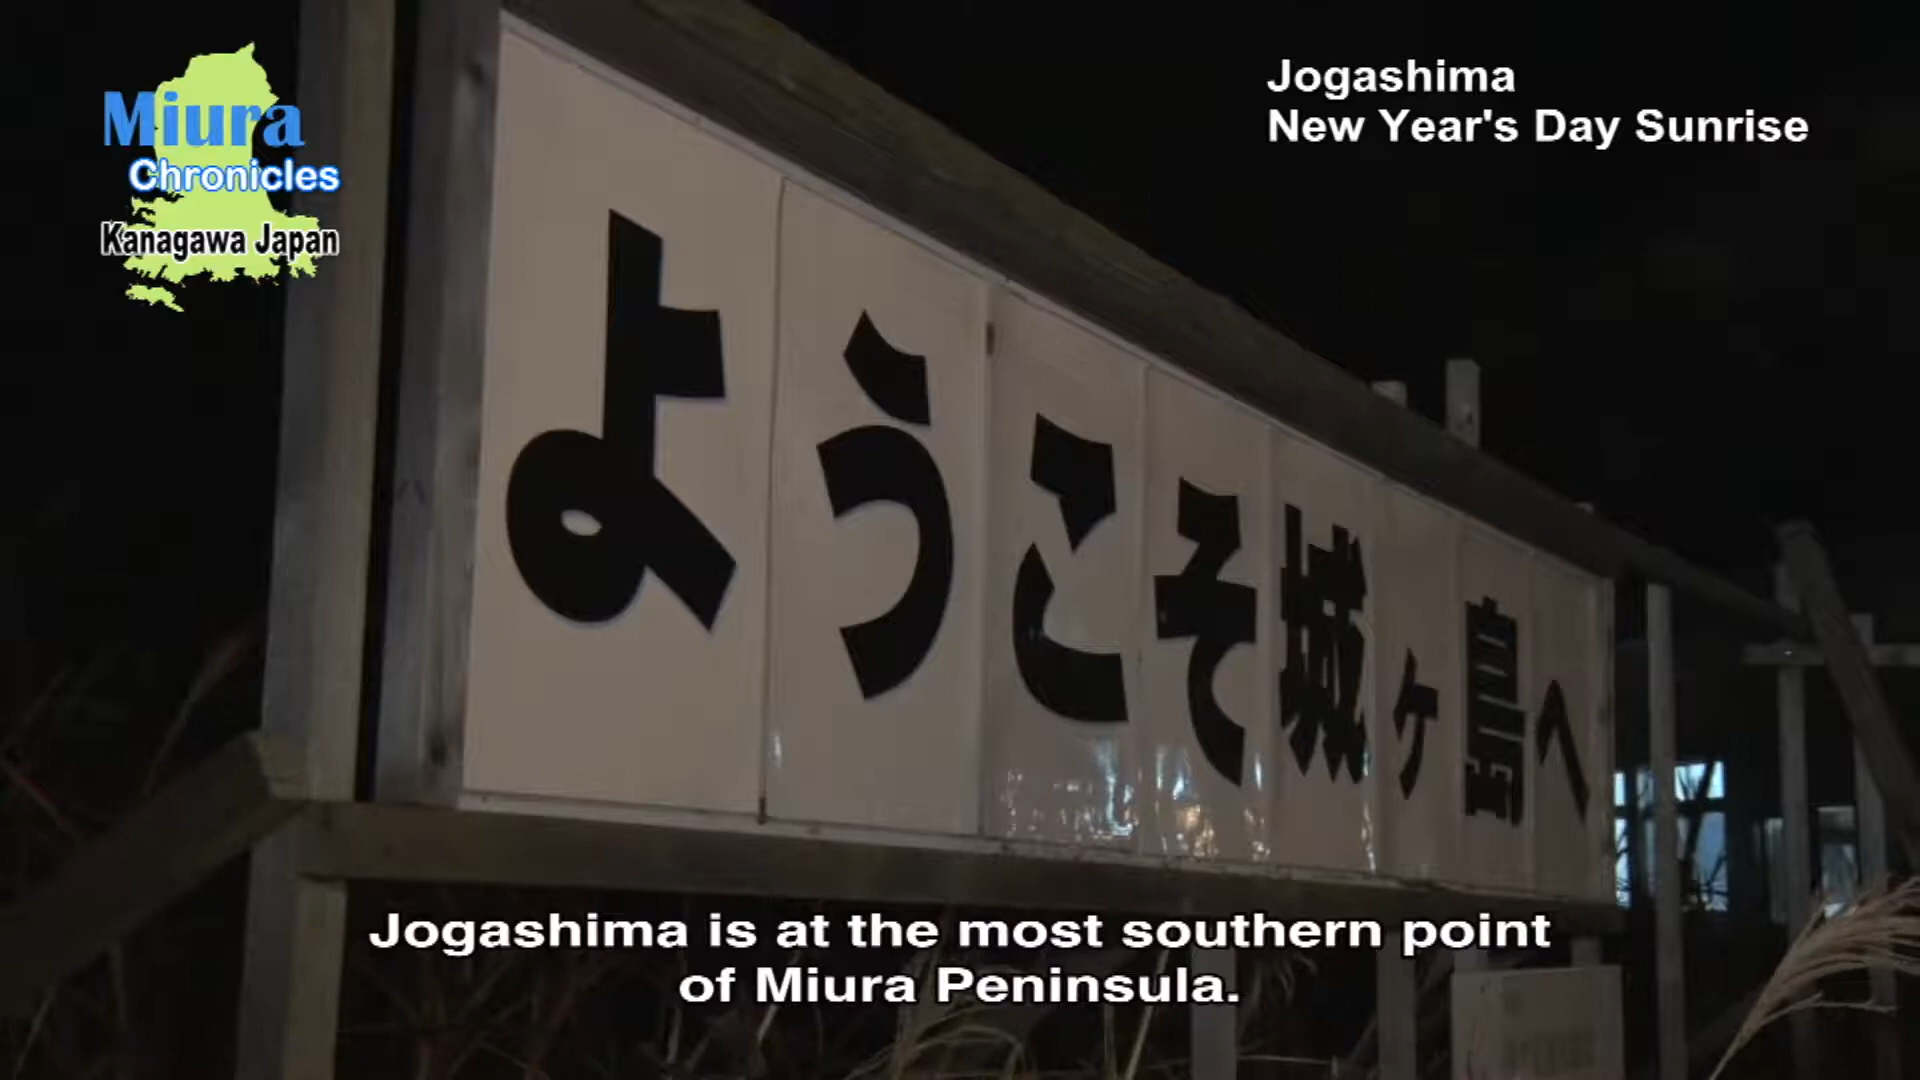 Miura
Chronicles
Kanagawa Japan
Jogashima
New Year's Day Sunrise
ようこそ城ヶ島へ
Jogashima is at the most southern point
of Miura Peninsula.